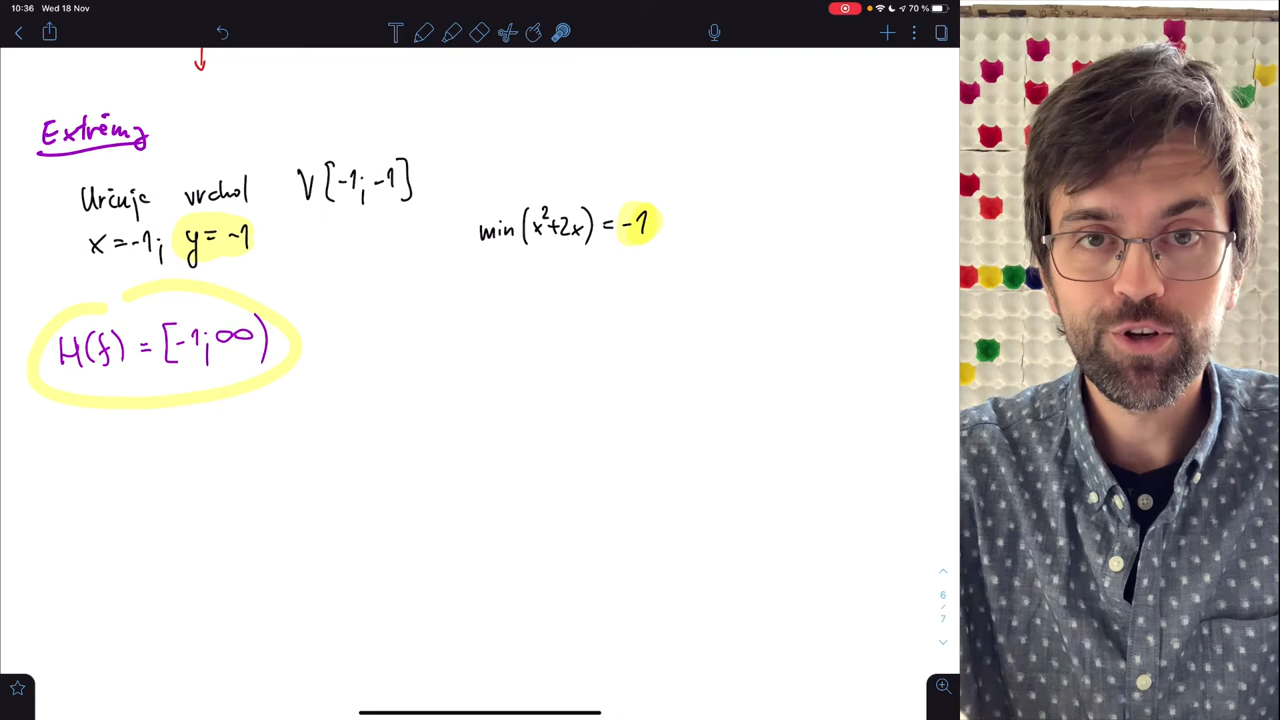 10:36 Wed 18 Nov
70 %
Extrémy
Určuje vrchol V[-1; -1]
x = -1; y = -1
min(x²+2x) = -1
H(f) = [-1; ∞)
6
/
7